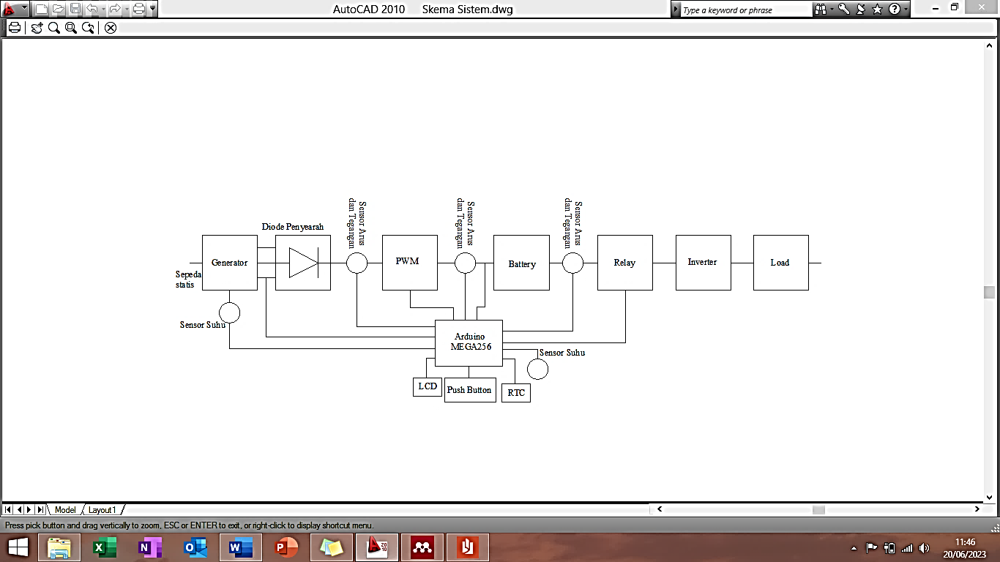 AutoCAD 2010 Skema Sistem.dwg
Type a keyword or phrase
Sensor Arus
dan Tegangan
Sensor Arus
dan Tegangan
Sensor Arus
dan Tegangan
Diode Penyearah
Generator
PWM
Battery
Relay
Inverter
Load
Sepeda
statis
Sensor Suhu
Arduino
MEGA256
Sensor Suhu
LCD
Push Button
RTC
Model
Layout1
Press pick button and drag vertically to zoom, ESC or ENTER to exit, or right-click to display shortcut menu.
11:46
20/06/2023